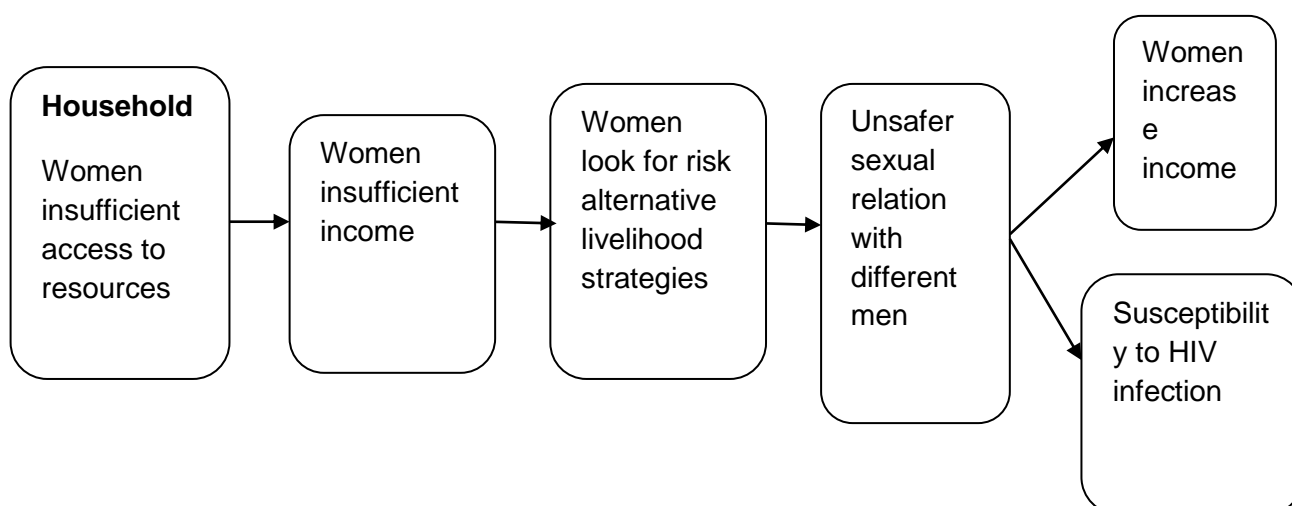 Household
Women
insufficient
access to
resources
Women
insufficient
income
Women
look for risk
alternative
livelihood
strategies
Unsafer
sexual
relation
with
different
men
Women
increas
e
income
Susceptibilit
y to HIV
infection